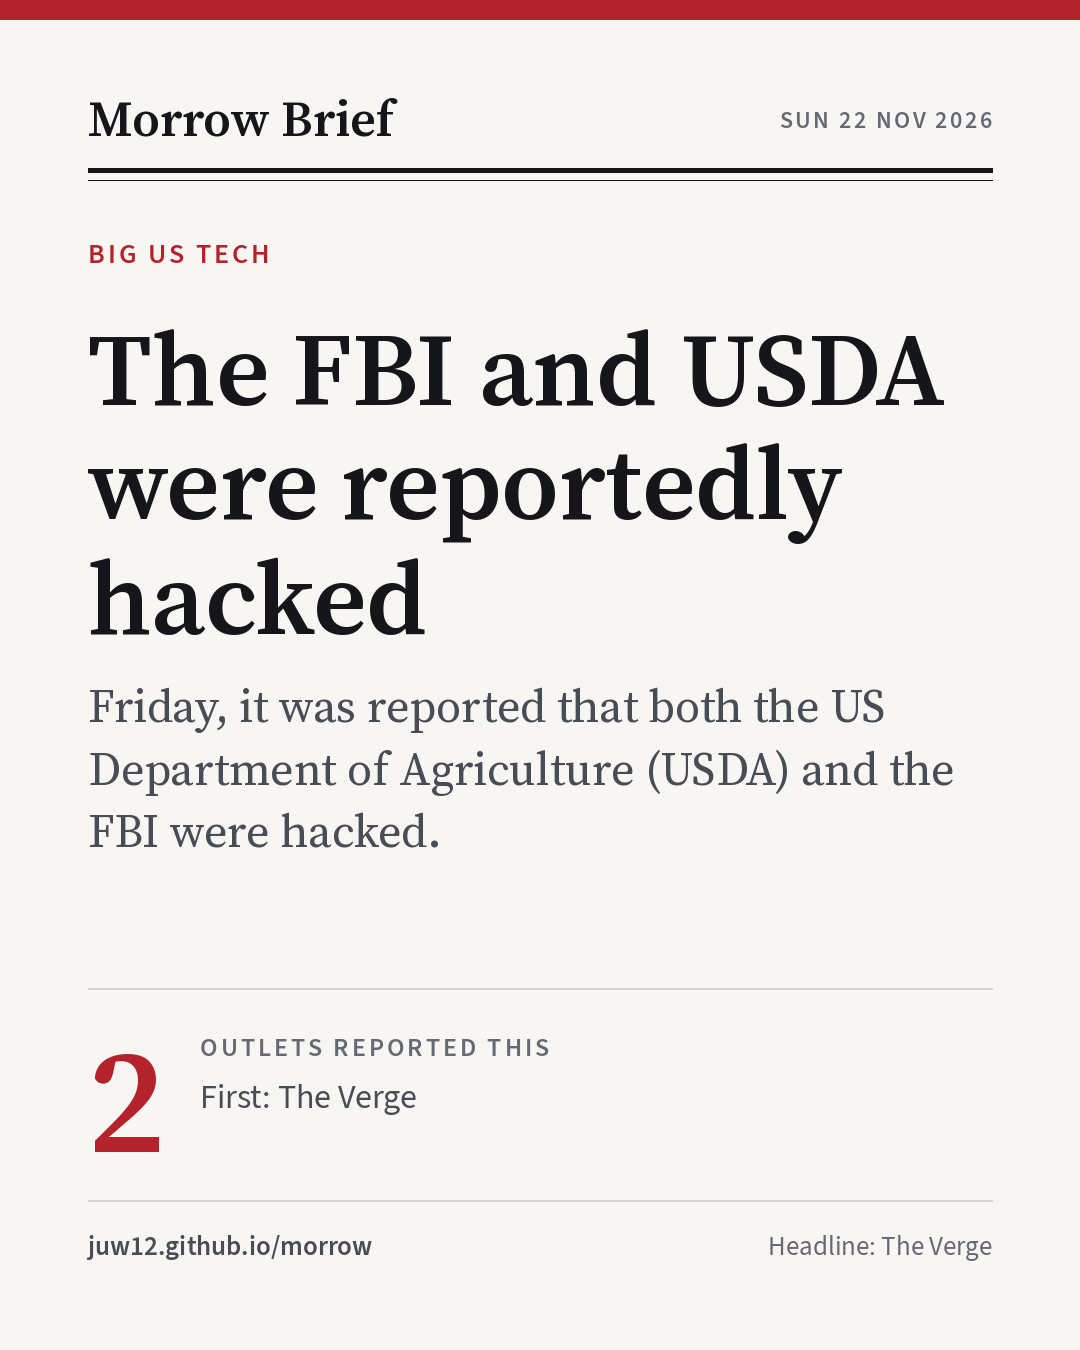 Morrow Brief
SUN 22 NOV 2026
BIG US TECH
The FBI and USDA
were reportedly
hacked
Friday, it was reported that both the US
Department of Agriculture (USDA) and the
FBI were hacked.
2
OUTLETS REPORTED THIS
First: The Verge
juw12.github.io/morrow
Headline: The Verge